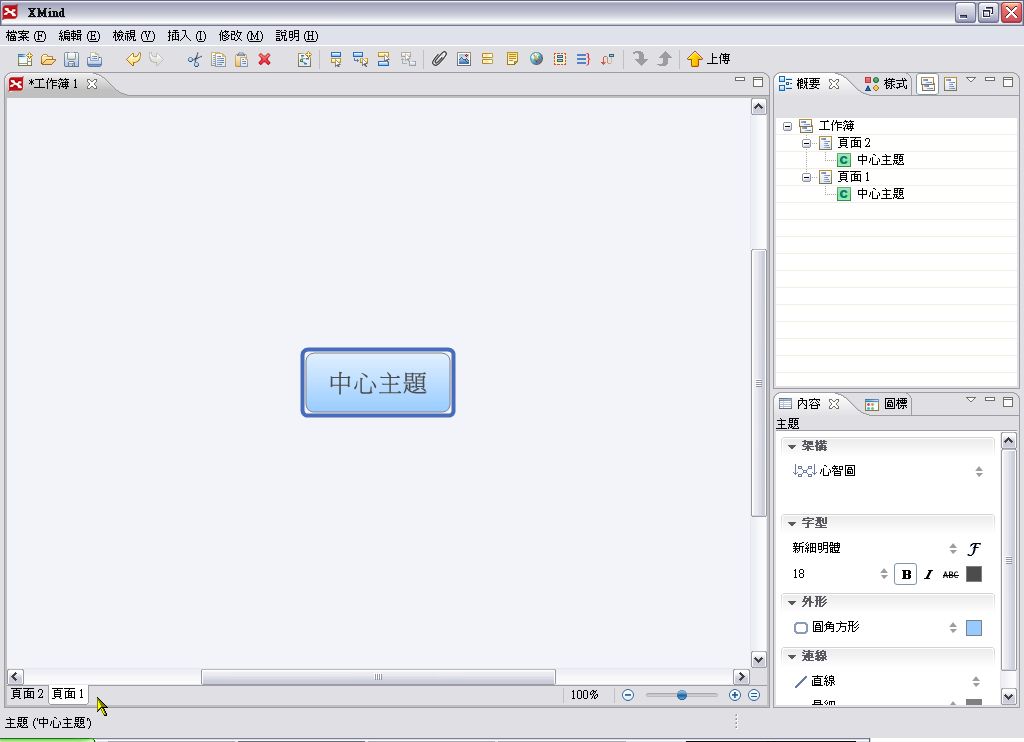 XMind
檔案 (F) 編輯 (E) 檢視 (V) 插入 (I) 修改 (M) 說明 (H)
上傳
*工作簿 1
概要 樣式
工作簿
頁面 2
中心主題
頁面 1
中心主題
中心主題
內容 圖標
主題
架構
心智圖
字型
新細明體
18 B I ABC
外形
圓角方形
連線
直線
頁面 2 頁面 1 100%
主題 ('中心主題')